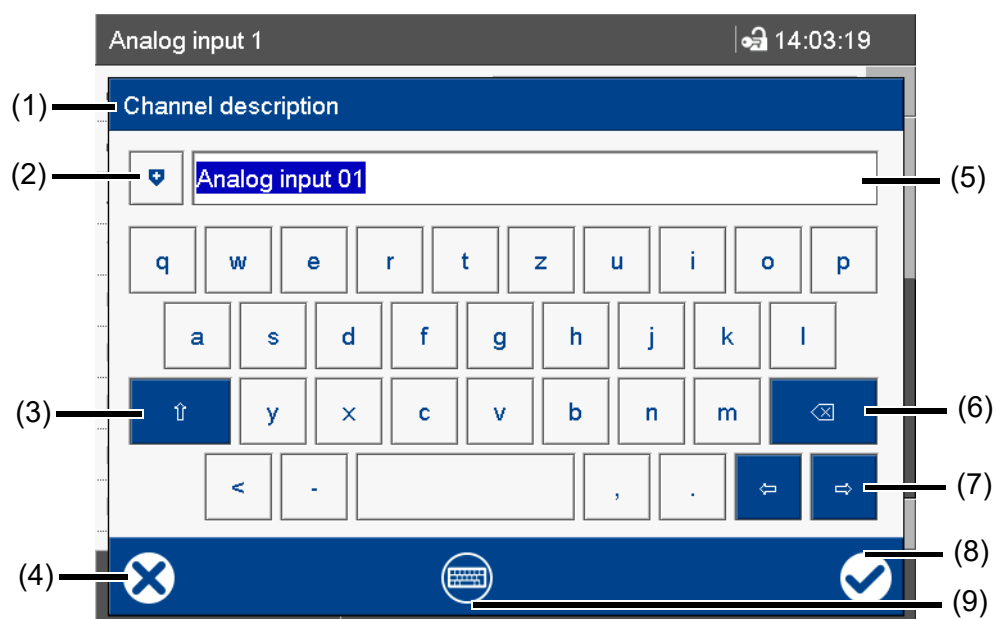 Analog input 1 14:03:19
(1) Channel description
(2) Analog input 01 (5)
q w e r t z u i o p
a s d f g h j k l
(3) ⇧ y x c v b n m ⌫ (6)
< - , . ⇦ ⇨ (7)
(8)
(4)
(9)